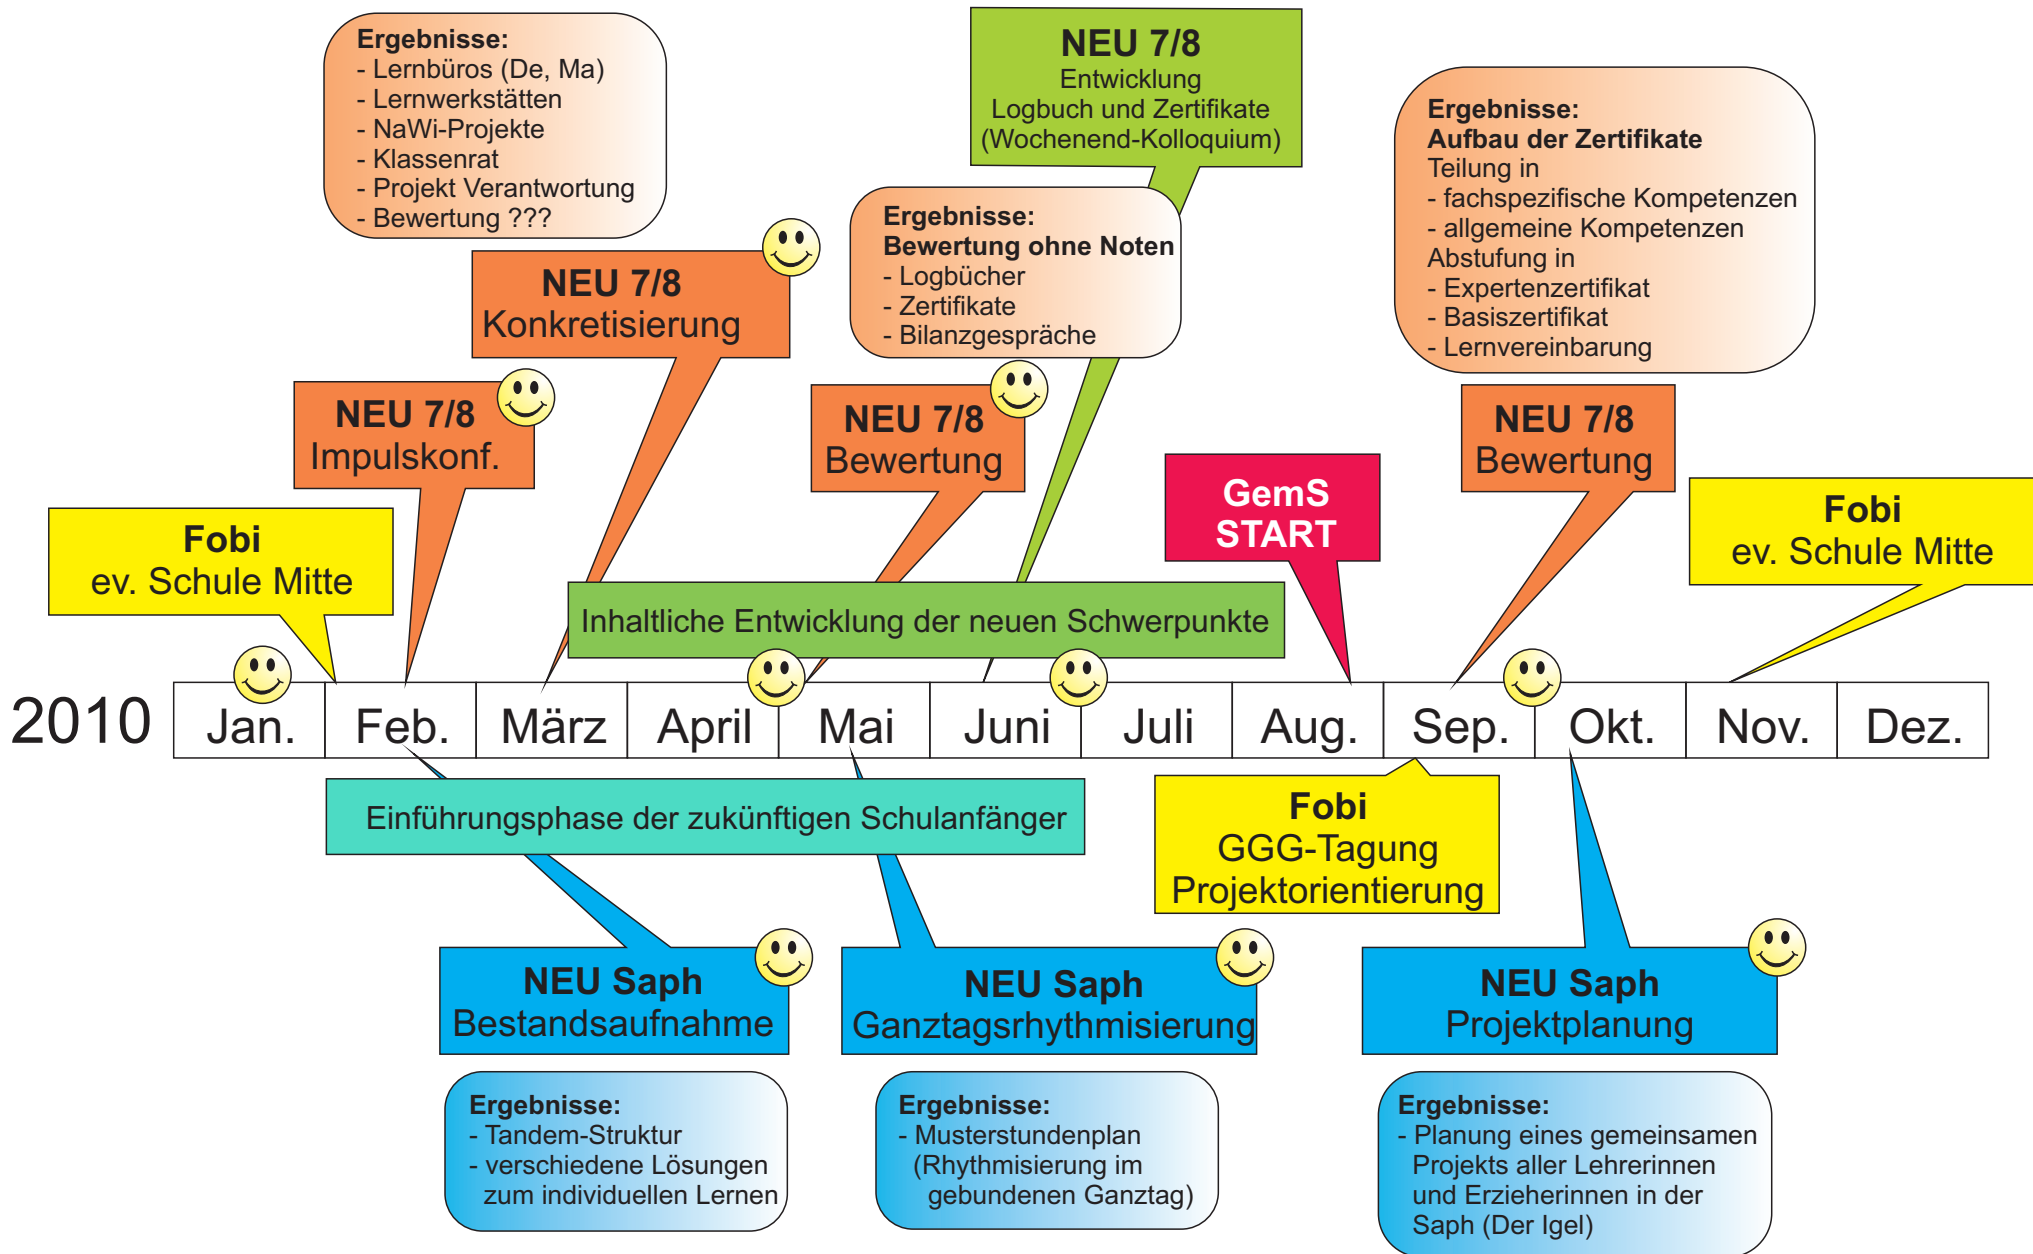 Ergebnisse:
- Lernbüros (De, Ma)
- Lernwerkstätten
- NaWi-Projekte
- Klassenrat
- Projekt Verantwortung
- Bewertung ???
NEU 7/8
Entwicklung
Logbuch und Zertifikate
(Wochenend-Kolloquium)
Ergebnisse:
Aufbau der Zertifikate
Teilung in
- fachspezifische Kompetenzen
- allgemeine Kompetenzen
Abstufung in
- Expertenzertifikat
- Basiszertifikat
- Lernvereinbarung
Ergebnisse:
Bewertung ohne Noten
- Logbücher
- Zertifikate
- Bilanzgespräche
NEU 7/8
Konkretisierung
NEU 7/8
Impulskonf.
NEU 7/8
Bewertung
NEU 7/8
Bewertung
GemS
START
Fobi
ev. Schule Mitte
Fobi
ev. Schule Mitte
Inhaltliche Entwicklung der neuen Schwerpunkte
2010
Jan.
Feb.
März
April
Mai
Juni
Juli
Aug.
Sep.
Okt.
Nov.
Dez.
Einführungsphase der zukünftigen Schulanfänger
Fobi
GGG-Tagung
Projektorientierung
NEU Saph
Bestandsaufnahme
NEU Saph
Ganztagsrhythmisierung
NEU Saph
Projektplanung
Ergebnisse:
- Tandem-Struktur
- verschiedene Lösungen
zum individuellen Lernen
Ergebnisse:
- Musterstundenplan
(Rhythmisierung im
gebundenen Ganztag)
Ergebnisse:
- Planung eines gemeinsamen
Projekts aller Lehrerinnen
und Erzieherinnen in der
Saph (Der Igel)